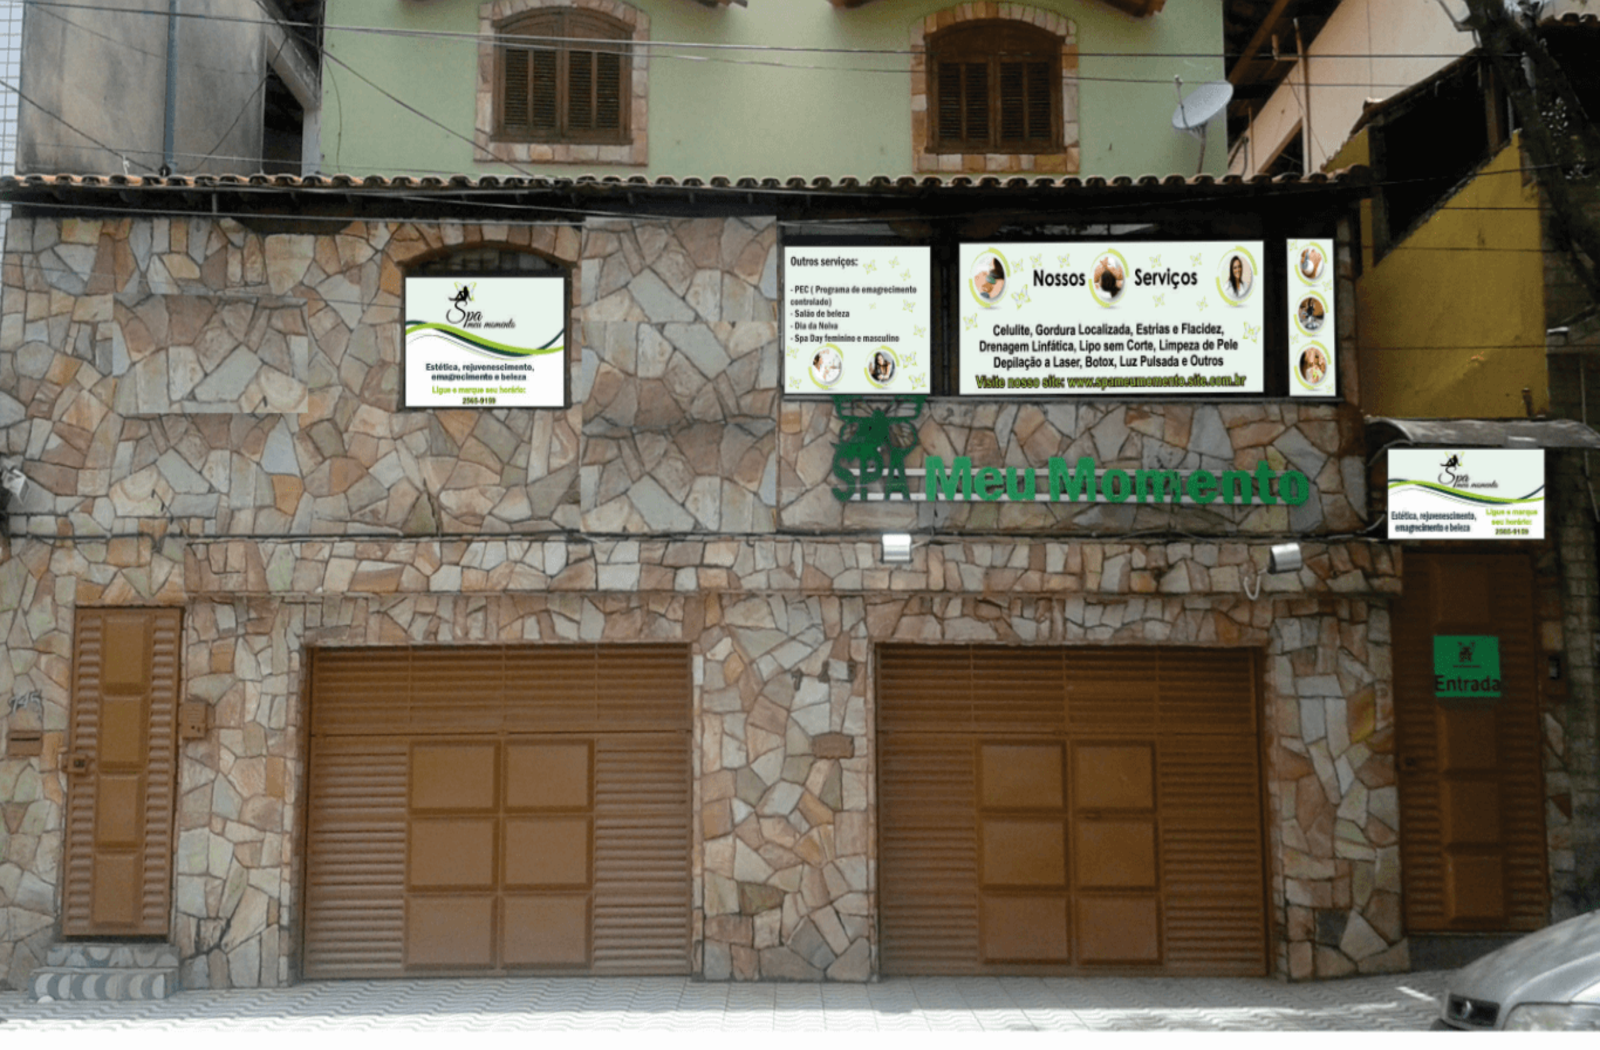 Spa
meu momento
Estética, rejuvenescimento,
emagrecimento e beleza
Ligue e marque seu horário:
2565-9159
Outros serviços:
- PEC ( Programa de emagrecimento
controlado)
- Salão de beleza
- Dia da Noiva
- Spa Day feminino e masculino
Nossos Serviços
Celulite, Gordura Localizada, Estrias e Flacidez,
Drenagem Linfática, Lipo sem Corte, Limpeza de Pele
Depilação a Laser, Botox, Luz Pulsada e Outros
Visite nosso site: www.spameumomento.site.com.br
SPA Meu Momento
Spa
meu momento
Estética, rejuvenescimento,
emagrecimento e beleza
Ligue e marque
seu horário:
2565-9159
Entrada